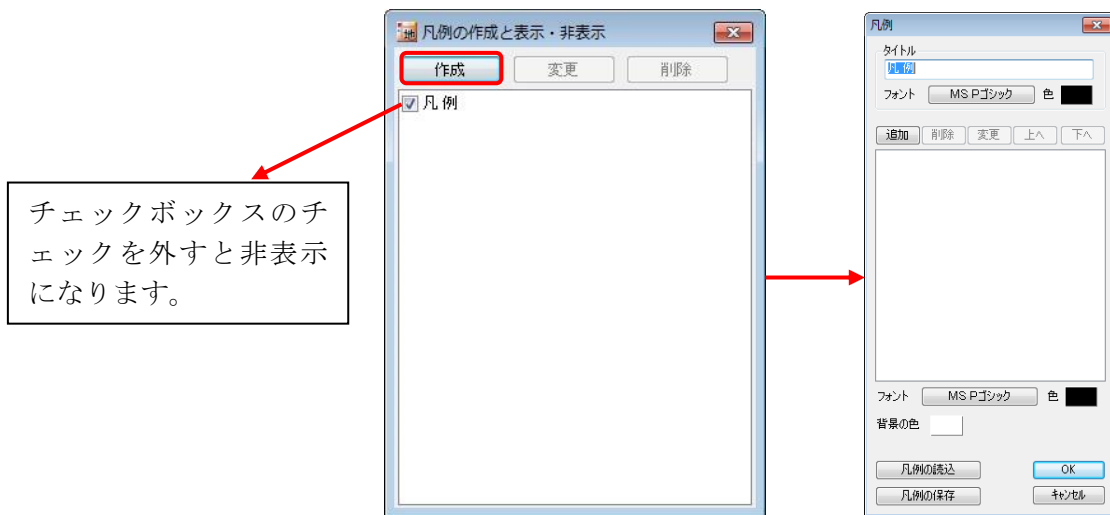 チェックボックスのチ
ェックを外すと非表示
になります。
地 凡例の作成と表示・非表示
作成 変更 削除
凡例
凡例
タイトル
凡例
フォント MS Pゴシック 色
追加 削除 変更 上へ 下へ
フォント MS Pゴシック 色
背景の色
凡例の読込 OK
凡例の保存 キャンセル